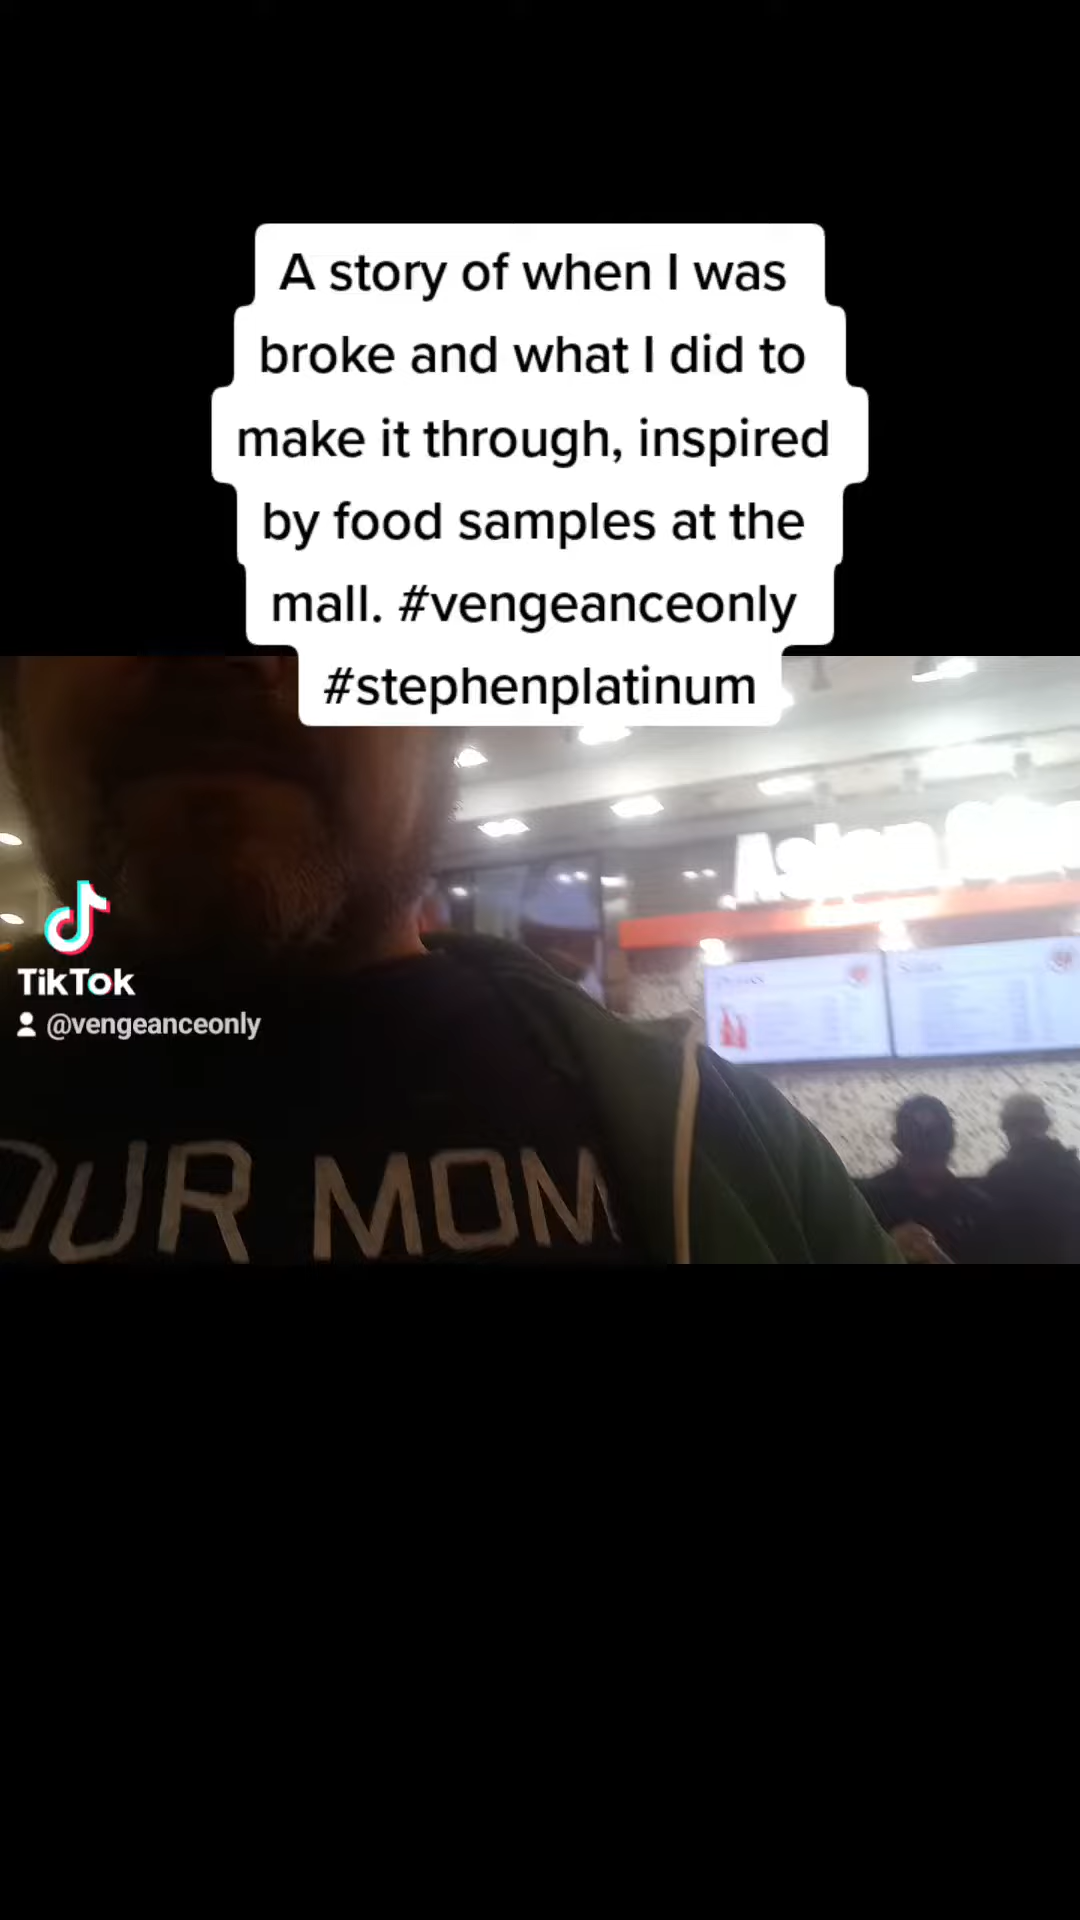 A story of when I was
broke and what I did to
make it through, inspired
by food samples at the
mall. #vengeanceonly
#stephenplatinum
Asian
TikTok
@vengeanceonly
OUR MOM